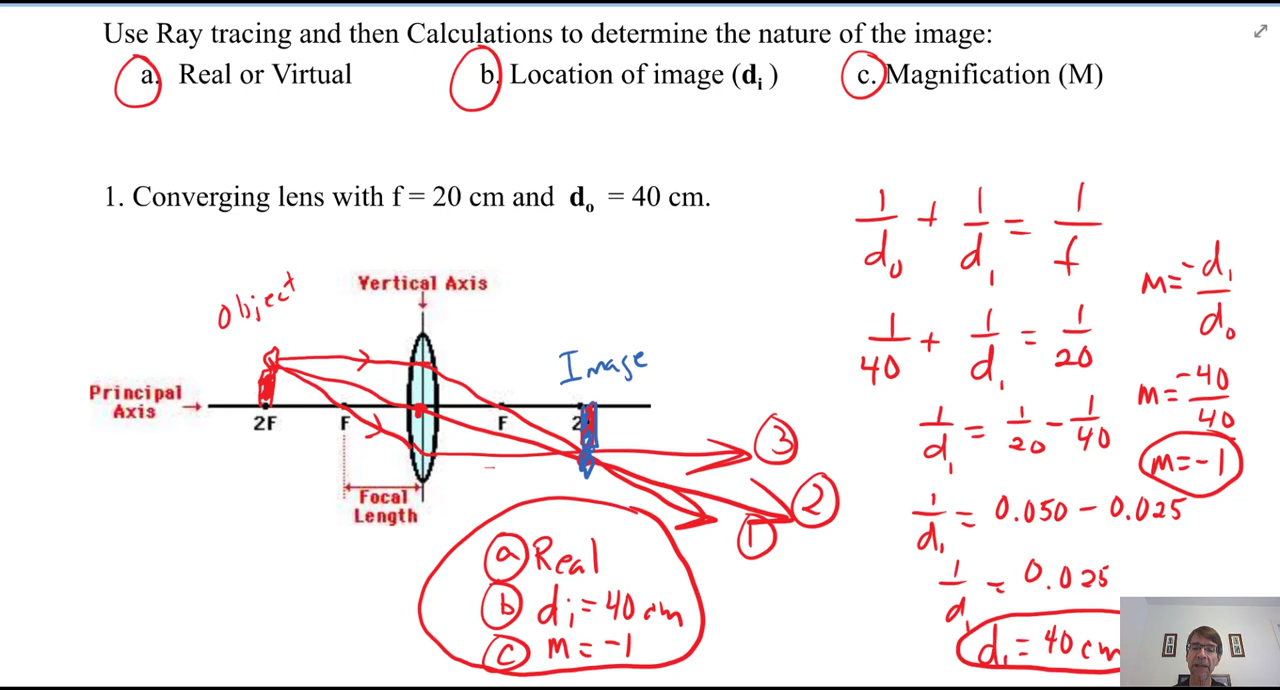 Use Ray tracing and then Calculations to determine the nature of the image:
a. Real or Virtual b. Location of image (di ) c. Magnification (M)
1. Converging lens with f = 20 cm and do = 40 cm.
Object
Vertical Axis
Image
Principal
Axis
2F F F 2
Focal
Length
3
2
1
a Real
b di = 40 cm
c m = -1
1/do + 1/di = 1/f
1/40 + 1/di = 1/20
1/di = 1/20 - 1/40
1/di = 0.050 - 0.025
1/di = 0.025
di = 40 cm
M = -di/do
M = -40/40
m = -1